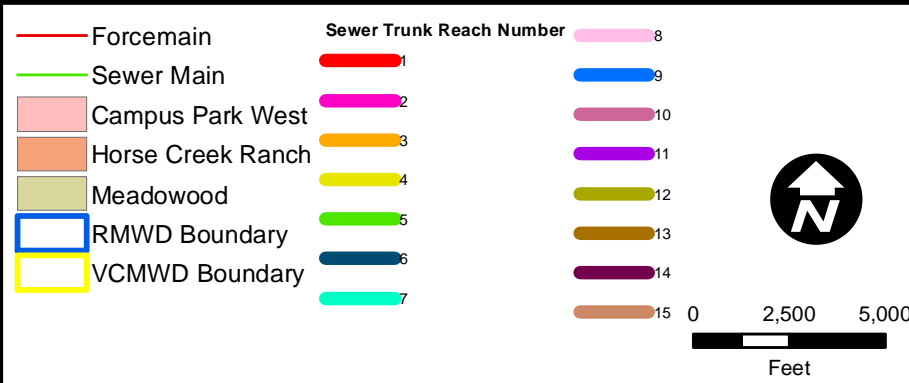 Forcemain
Sewer Main
Campus Park West
Horse Creek Ranch
Meadowood
RMWD Boundary
VCMWD Boundary
Sewer Trunk Reach Number
1
2
3
4
5
6
7
8
9
10
11
12
13
14
15
N
0 2,500 5,000
Feet